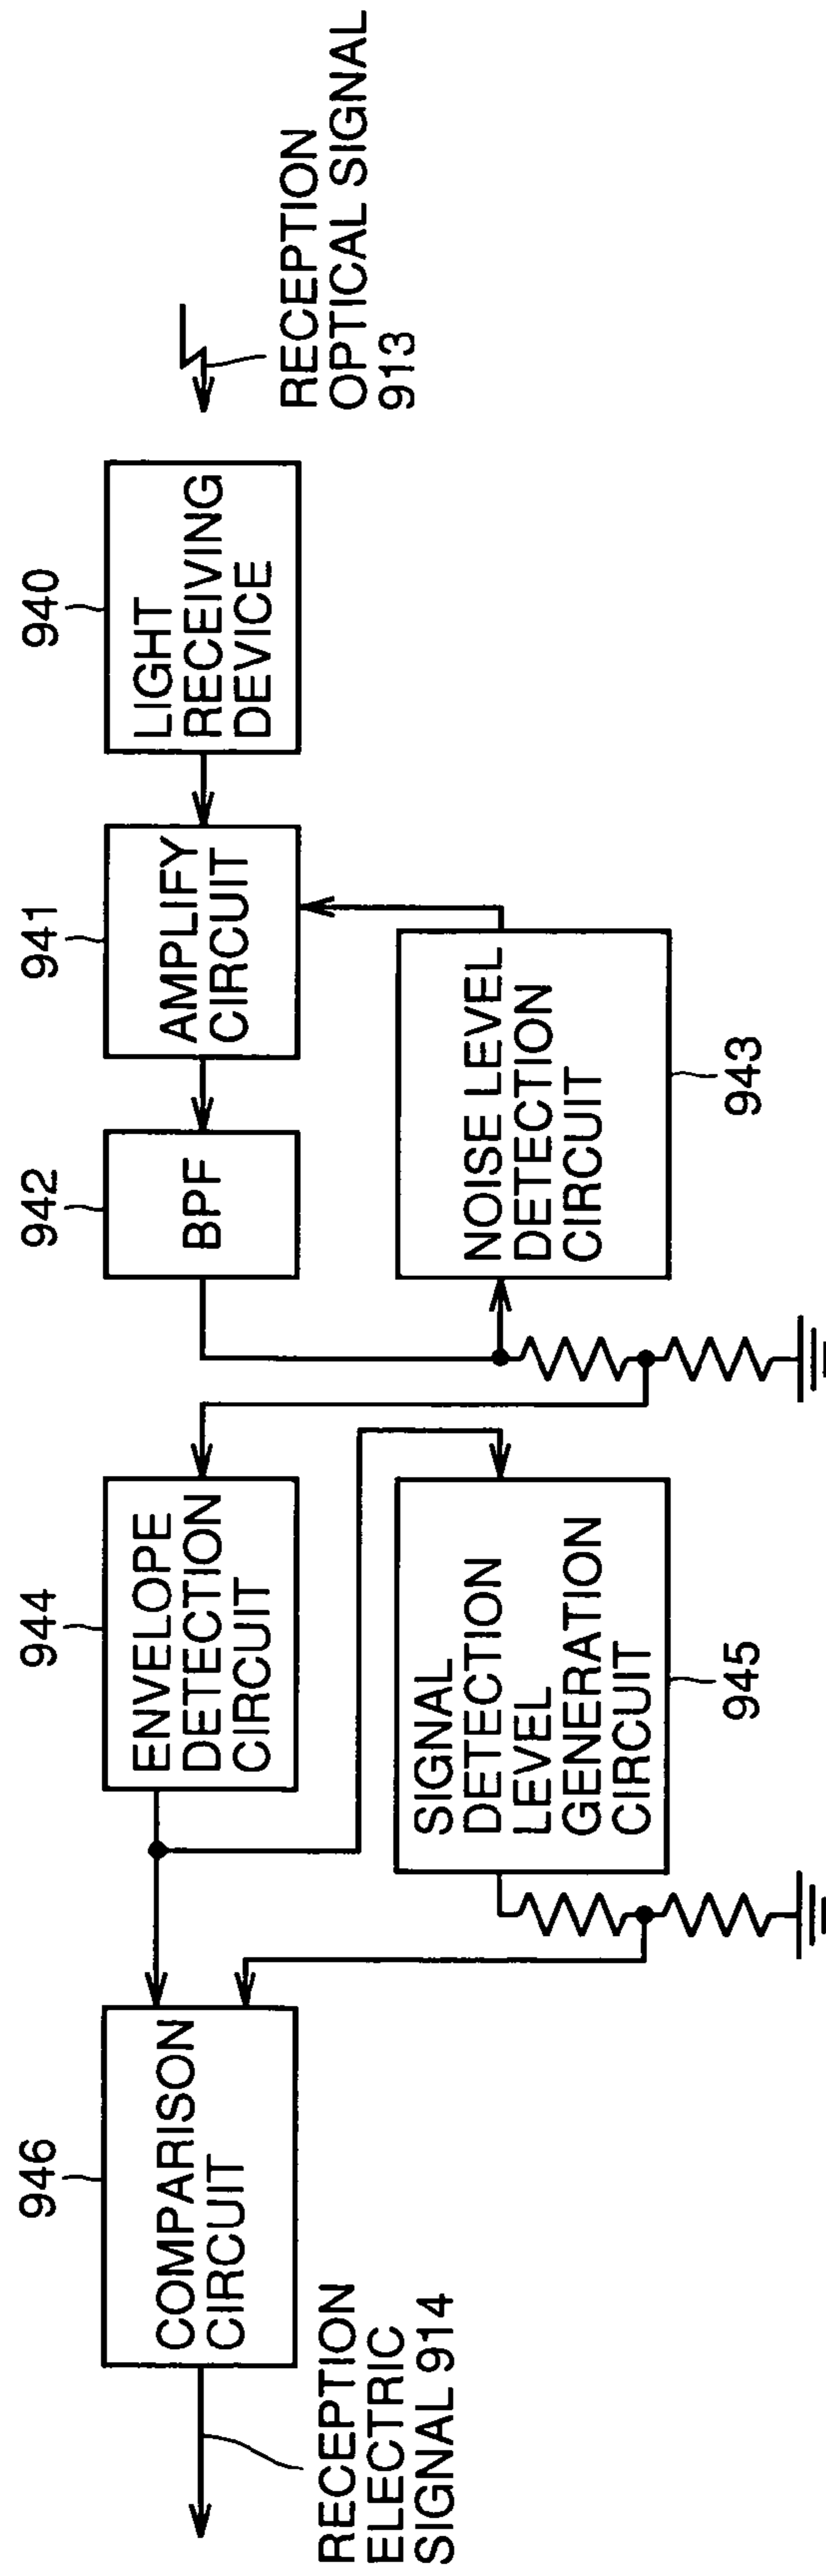 946
COMPARISON
CIRCUIT
RECEPTION
ELECTRIC
SIGNAL 914
944
ENVELOPE
DETECTION
CIRCUIT
SIGNAL
DETECTION
LEVEL
GENERATION
CIRCUIT
945
942
BPF
941
AMPLIFY
CIRCUIT
NOISE LEVEL
DETECTION
CIRCUIT
943
940
LIGHT
RECEIVING
DEVICE
RECEPTION
OPTICAL SIGNAL
913